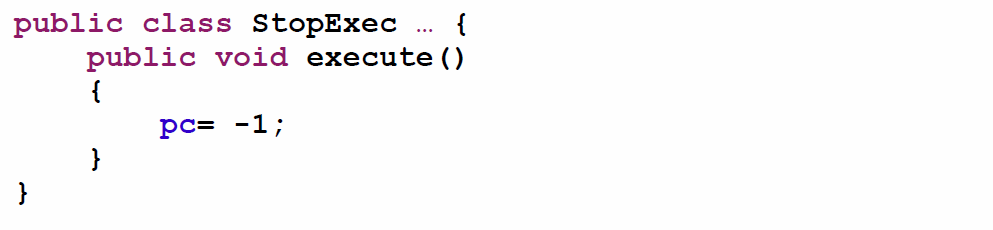 public class StopExec … {
    public void execute()
    {
        pc= -1;
    }
}